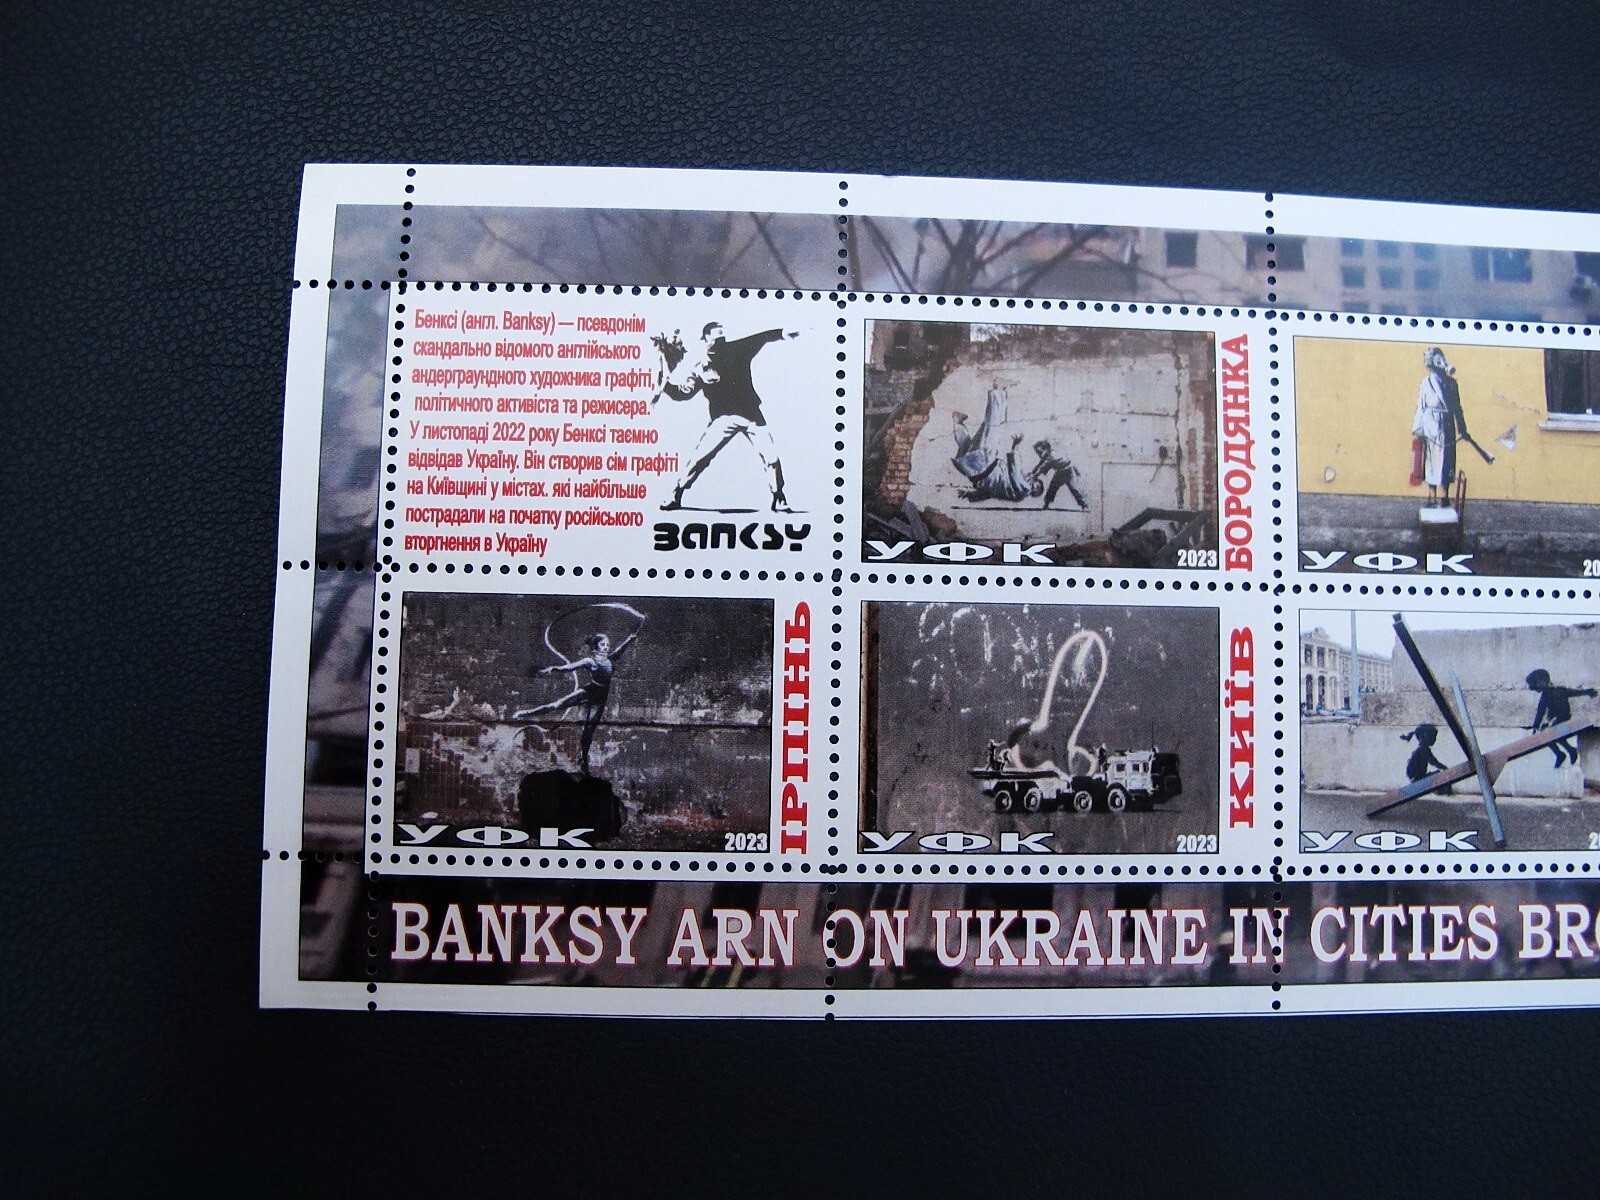 Бенксі (англ. Banksy) — псевдонім
скандально відомого англійського
андерграундного художника графіті,
політичного активіста та режисера.
У листопаді 2022 року Бенксі таємно
відвідав Україну. Він створив сім графіті
на Київщині у містах. які найбільше
пострадали на початку російського
вторгнення в Україну
BANKSY
УФК
2023
БОРОДЯНКА
УФК
УФК
2023
ІРПІНЬ
УФК
2023
КИЇВ
УФК
BANKSY ARN ON UKRAINE IN CITIES